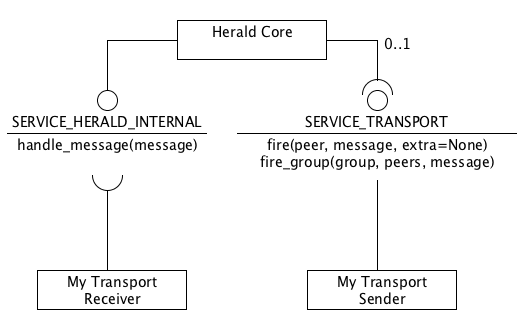 Herald Core
0..1
SERVICE_HERALD_INTERNAL
handle_message(message)
SERVICE_TRANSPORT
fire(peer, message, extra=None)
fire_group(group, peers, message)
My Transport
Receiver
My Transport
Sender